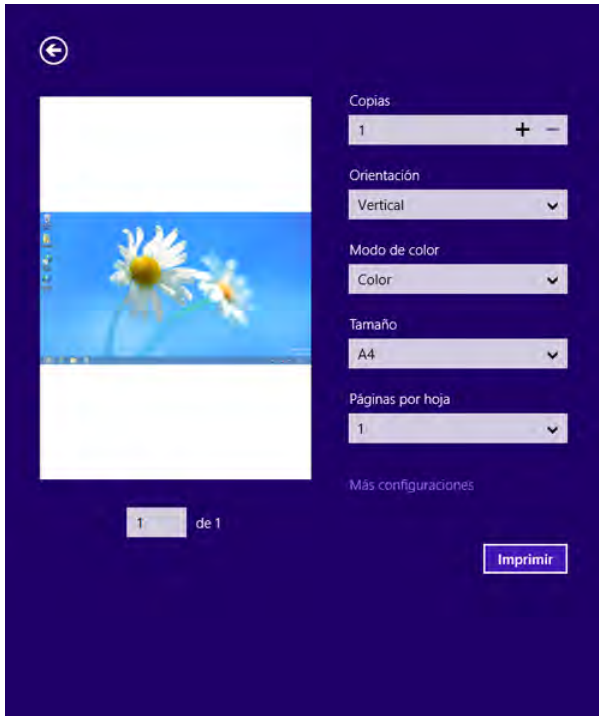 Copias
1
Orientación
Vertical
Modo de color
Color
Tamaño
A4
Páginas por hoja
1
Más configuraciones
1 de 1
Imprimir